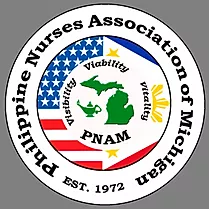 Philippine Nurses Association of Michigan
Visibility Viability vitality
PNAM
EST. 1972